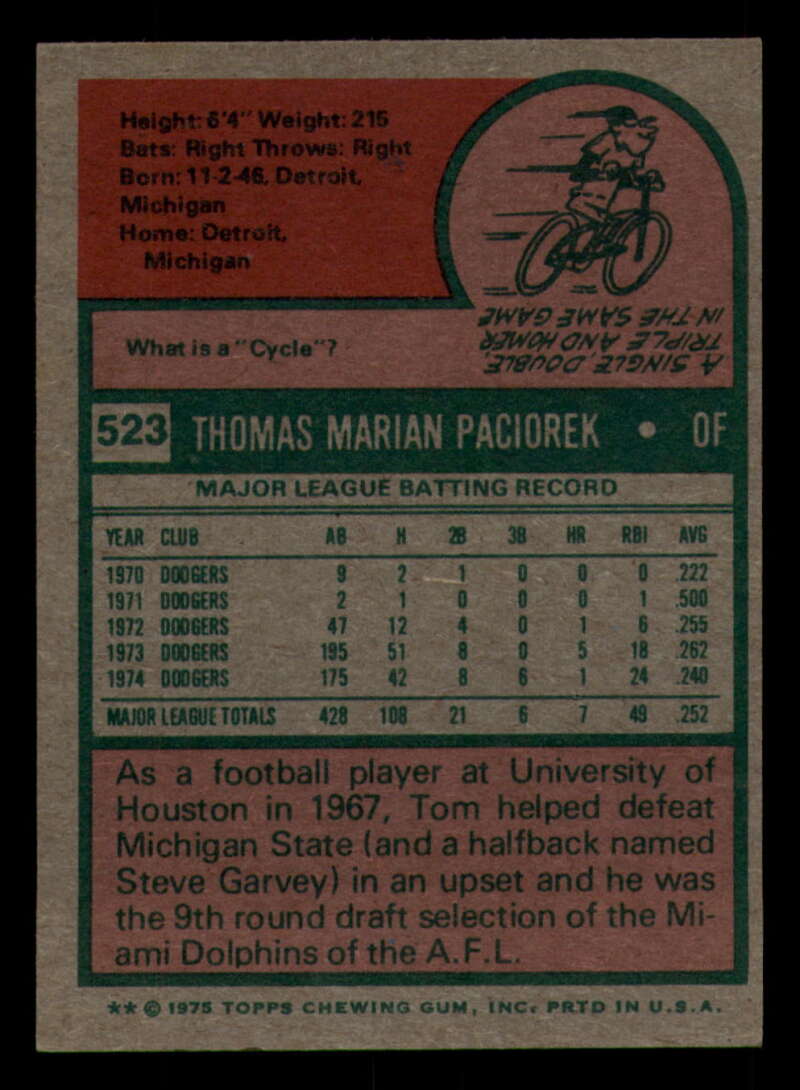 Height: 6'4" Weight: 215
Bats: Right Throws: Right
Born: 11-2-46, Detroit,
Michigan
Home: Detroit,
Michigan
What is a "Cycle"?
A SINGLE, DOUBLE,
TRIPLE AND HOMER
IN THE SAME GAME
523 THOMAS MARIAN PACIOREK • OF
MAJOR LEAGUE BATTING RECORD
YEAR CLUB AB H 2B 3B HR RBI AVG
1970 DODGERS 9 2 1 0 0 0 .222
1971 DODGERS 2 1 0 0 0 1 .500
1972 DODGERS 47 12 4 0 1 6 .255
1973 DODGERS 195 51 8 0 5 18 .262
1974 DODGERS 175 42 8 6 1 24 .240
MAJOR LEAGUE TOTALS 428 108 21 6 7 49 .252
As a football player at University of
Houston in 1967, Tom helped defeat
Michigan State (and a halfback named
Steve Garvey) in an upset and he was
the 9th round draft selection of the Mi-
ami Dolphins of the A.F.L.
** © 1975 TOPPS CHEWING GUM, INC. PRTD IN U.S.A.